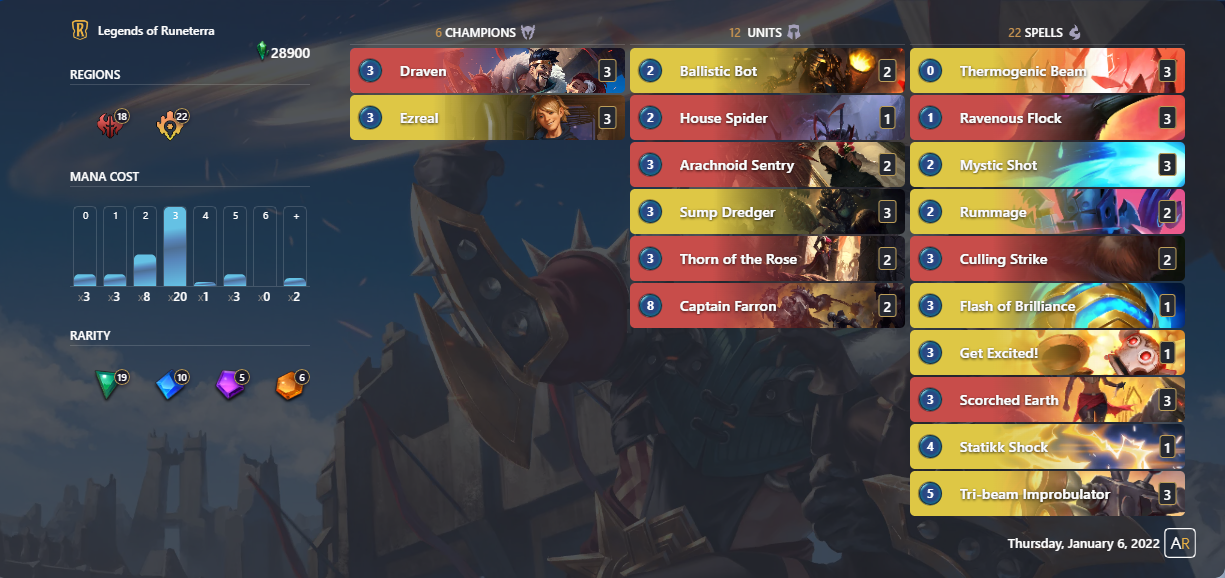 Legends of Runeterra
28900
REGIONS
18
22
MANA COST
0 1 2 3 4 5 6 +
x3 x3 x8 x20 x1 x3 x0 x2
RARITY
19
10
5
6
6 CHAMPIONS
3 Draven 3
3 Ezreal 3
12 UNITS
2 Ballistic Bot 2
2 House Spider 1
3 Arachnoid Sentry 2
3 Sump Dredger 3
3 Thorn of the Rose 2
8 Captain Farron 2
22 SPELLS
0 Thermogenic Beam 3
1 Ravenous Flock 3
2 Mystic Shot 3
2 Rummage 2
3 Culling Strike 2
3 Flash of Brilliance 1
3 Get Excited! 1
3 Scorched Earth 3
4 Statikk Shock 1
5 Tri-beam Improbulator 3
Thursday, January 6, 2022 AR